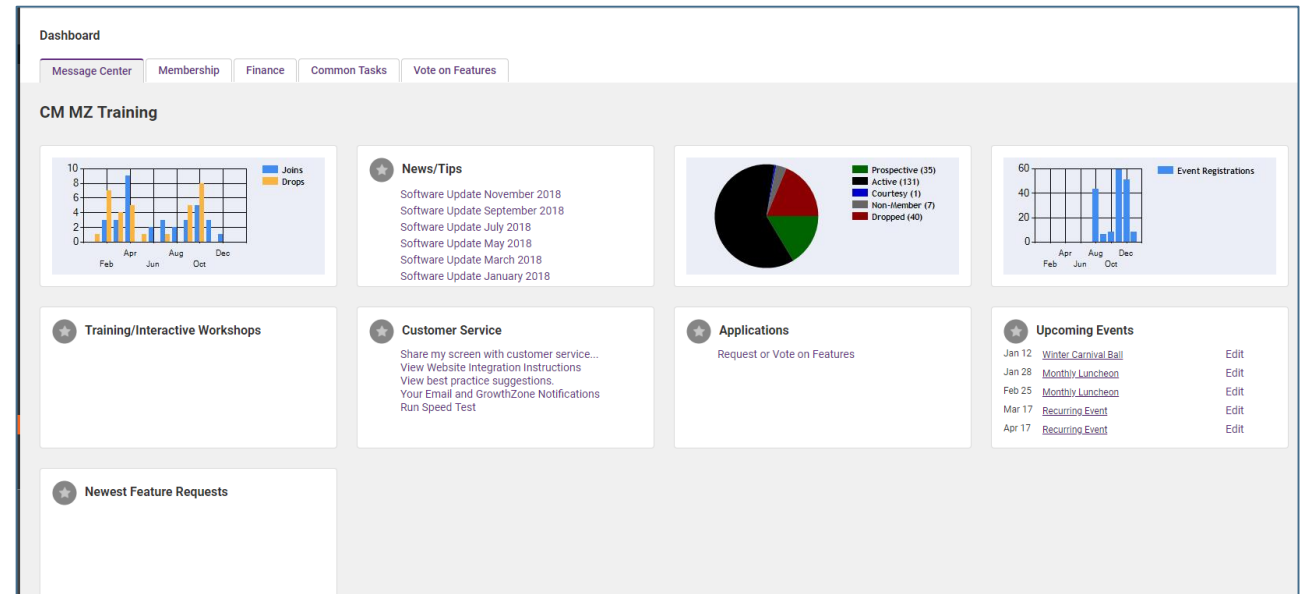 Dashboard
Message Center
Membership
Finance
Common Tasks
Vote on Features
CM MZ Training
10
8
6
4
2
0
Apr Aug Dec
Feb Jun Oct
Joins
Drops
News/Tips
Software Update November 2018
Software Update September 2018
Software Update July 2018
Software Update May 2018
Software Update March 2018
Software Update January 2018
Prospective (35)
Active (131)
Courtesy (1)
Non-Member (7)
Dropped (40)
60
40
20
0
Apr Aug Dec
Feb Jun Oct
Event Registrations
Training/Interactive Workshops
Customer Service
Share my screen with customer service...
View Website Integration Instructions
View best practice suggestions.
Your Email and GrowthZone Notifications
Run Speed Test
Applications
Request or Vote on Features
Upcoming Events
Jan 12 Winter Carnival Ball Edit
Jan 28 Monthly Luncheon Edit
Feb 25 Monthly Luncheon Edit
Mar 17 Recurring Event Edit
Apr 17 Recurring Event Edit
Newest Feature Requests